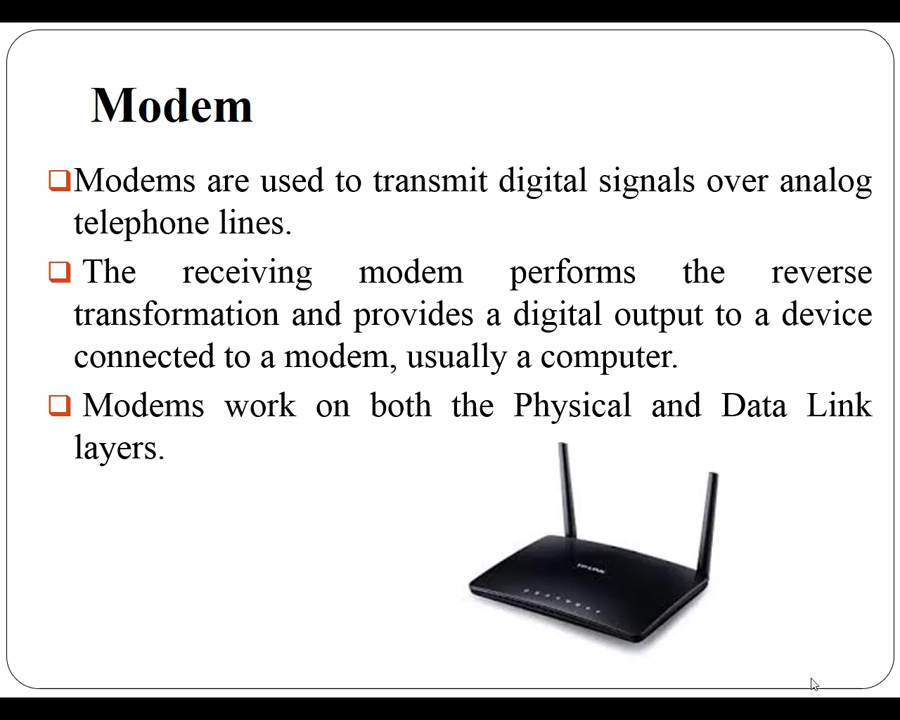 Modem
Modems are used to transmit digital signals over analog
telephone lines.
The receiving modem performs the reverse
transformation and provides a digital output to a device
connected to a modem, usually a computer.
Modems work on both the Physical and Data Link
layers.
TP-LINK